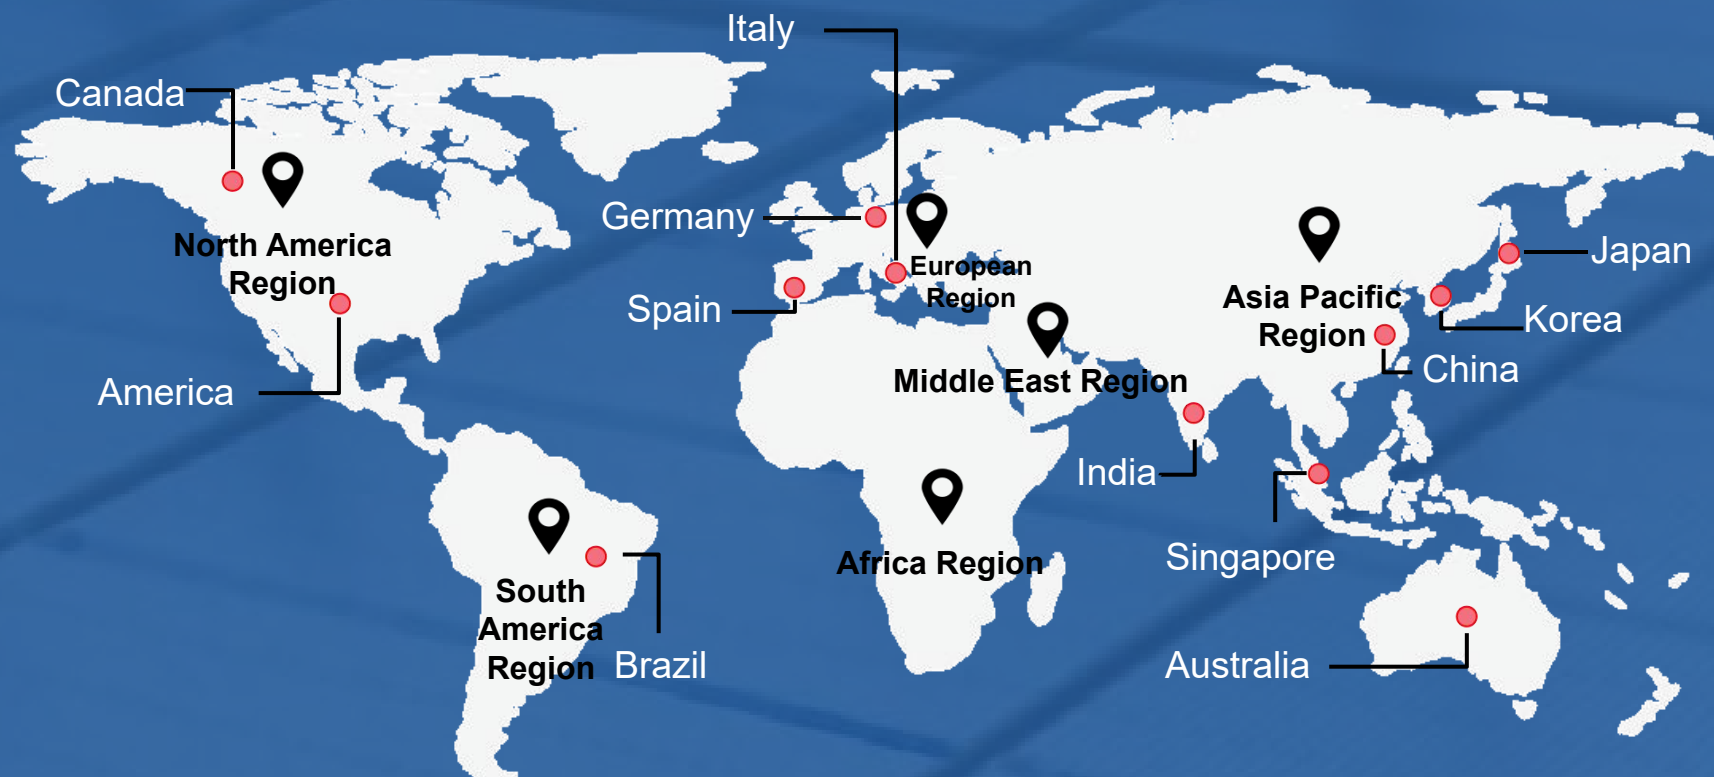 Italy
Canada
Germany
North America
Region
European
Region
Spain
Japan
Asia Pacific
Region
Korea
America
Middle East Region
China
India
Africa Region
Singapore
South
America
Region
Brazil
Australia